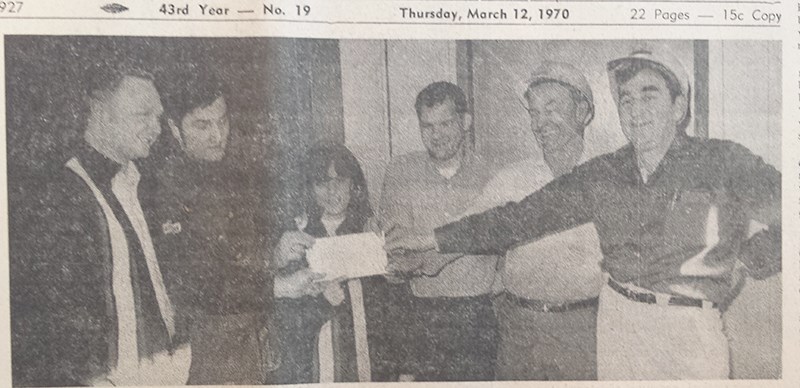 927 43rd Year — No. 19 Thursday, March 12, 1970 22 Pages — 15c Copy